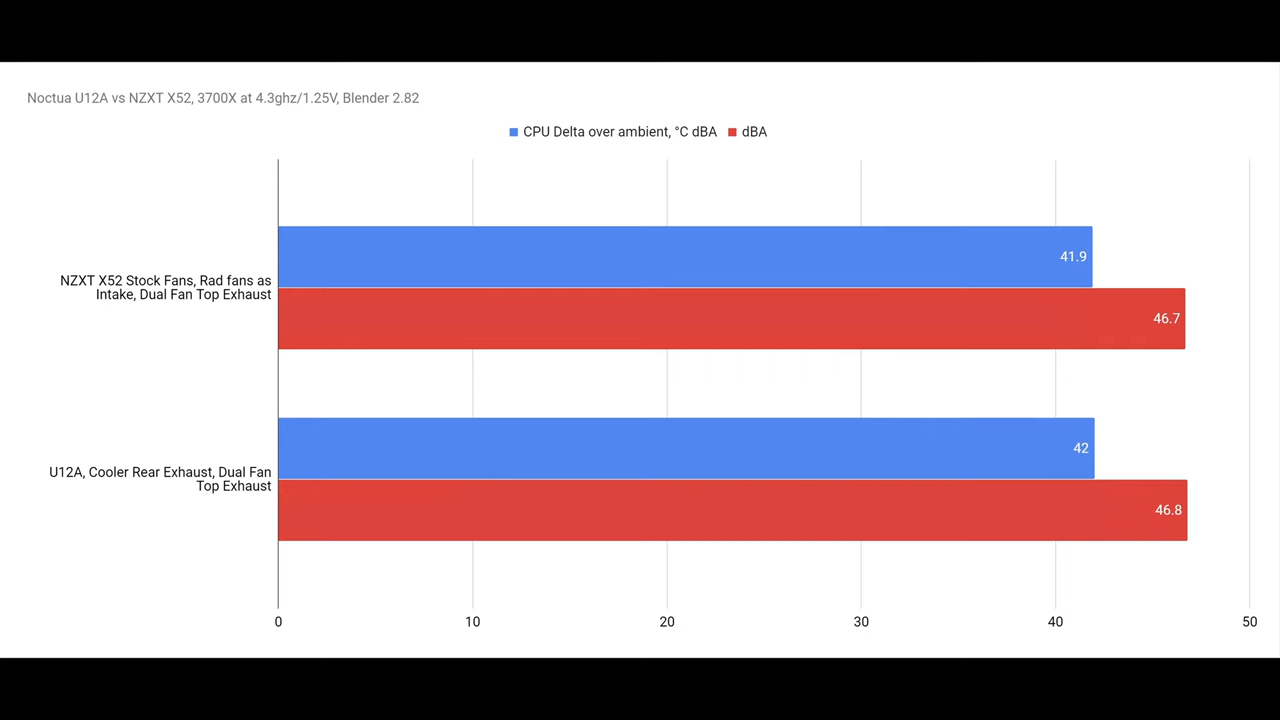 Noctua U12A vs NZXT X52, 3700X at 4.3ghz/1.25V, Blender 2.82
CPU Delta over ambient, °C dBA
dBA
NZXT X52 Stock Fans, Rad fans as
Intake, Dual Fan Top Exhaust
41.9
46.7
U12A, Cooler Rear Exhaust, Dual Fan
Top Exhaust
42
46.8
0
10
20
30
40
50